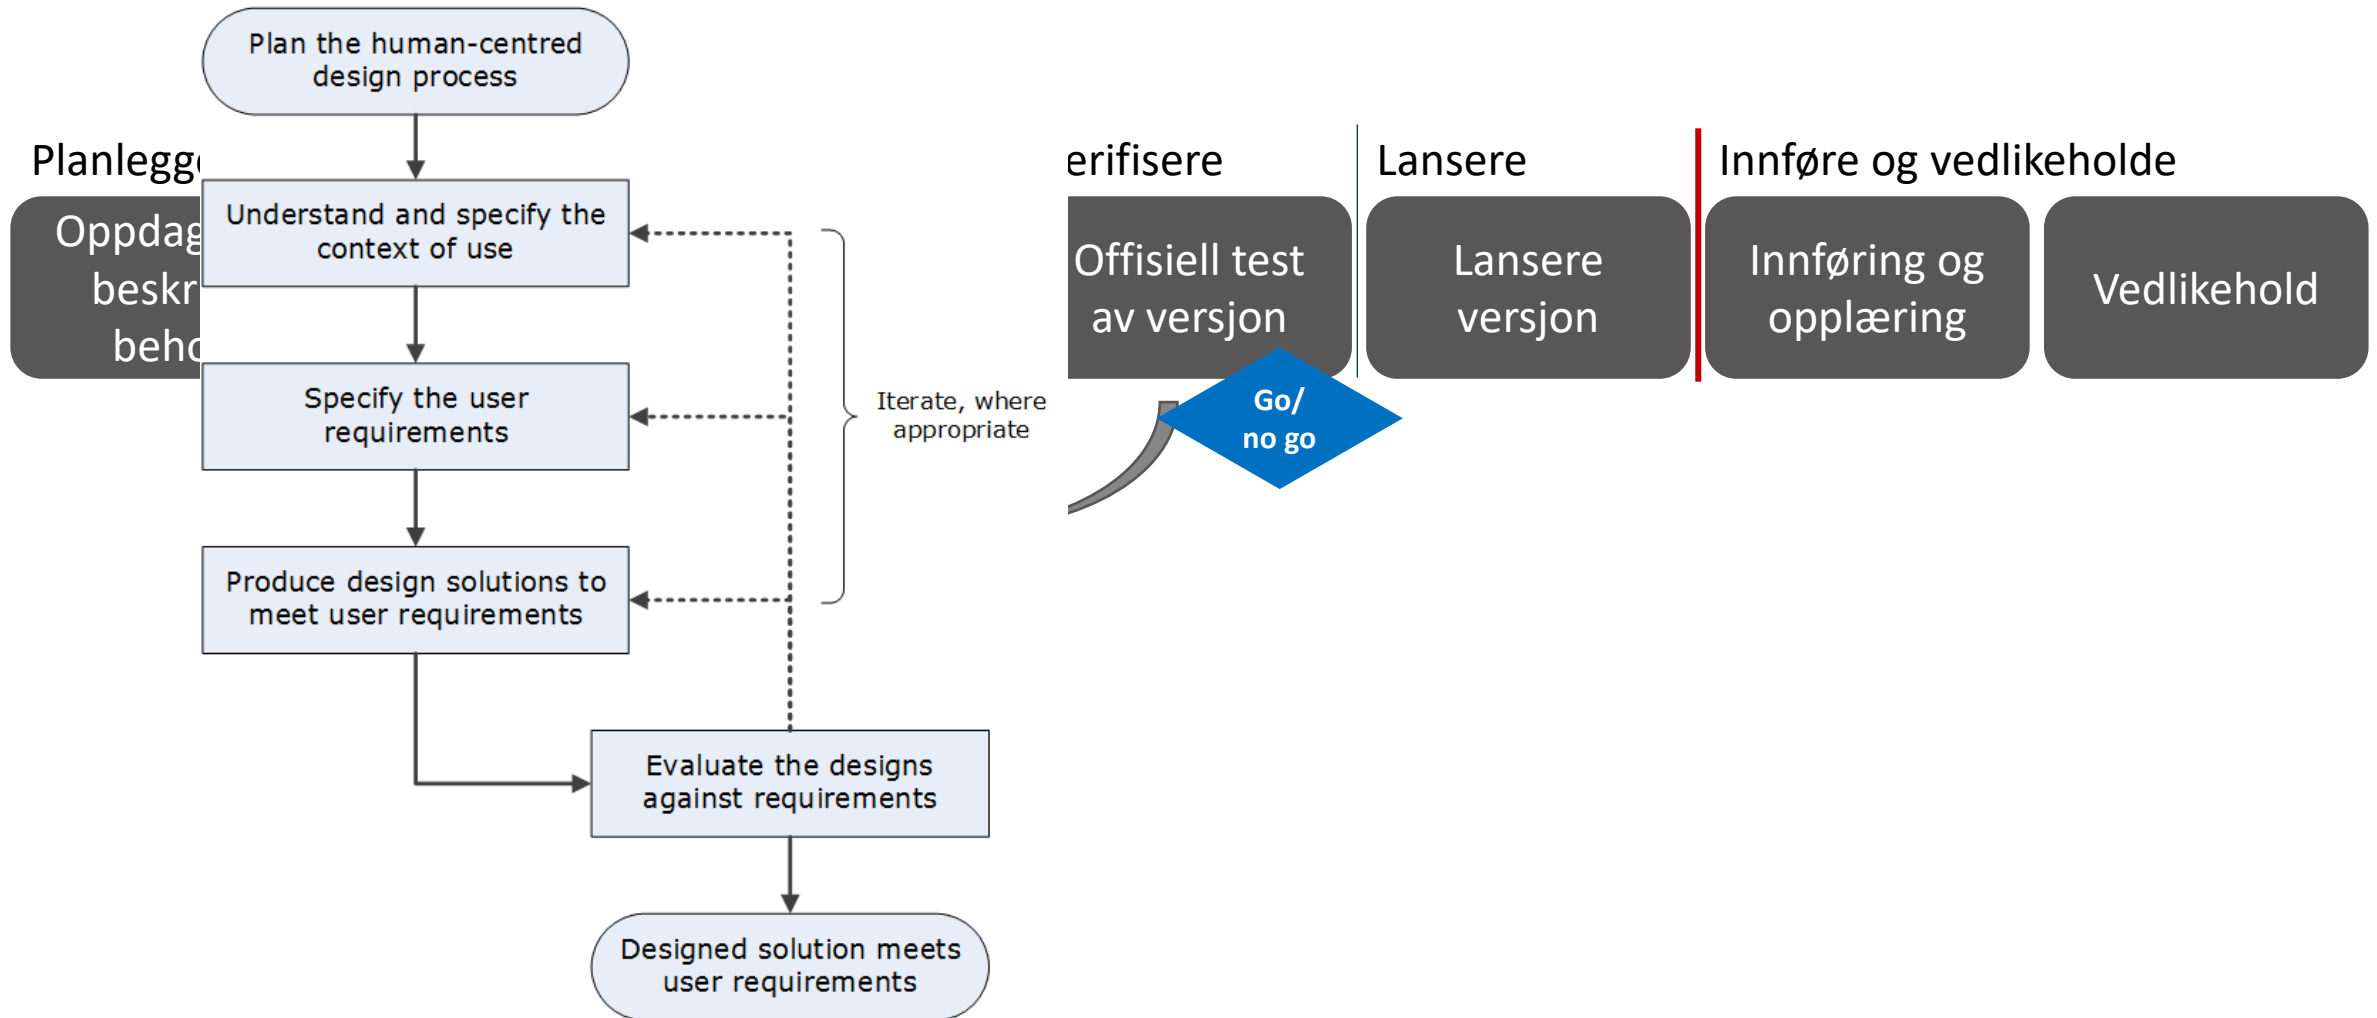 Plan the human-centred
design process
Understand and specify the
context of use
Specify the user
requirements
Produce design solutions to
meet user requirements
Iterate, where
appropriate
Evaluate the designs
against requirements
Designed solution meets
user requirements
Planlegg
Oppdag
beskr
beho
erifisere
Offisiell test
av versjon
Go/
no go
Lansere
Lansere
versjon
Innføre og vedlikeholde
Innføring og
opplæring
Vedlikehold